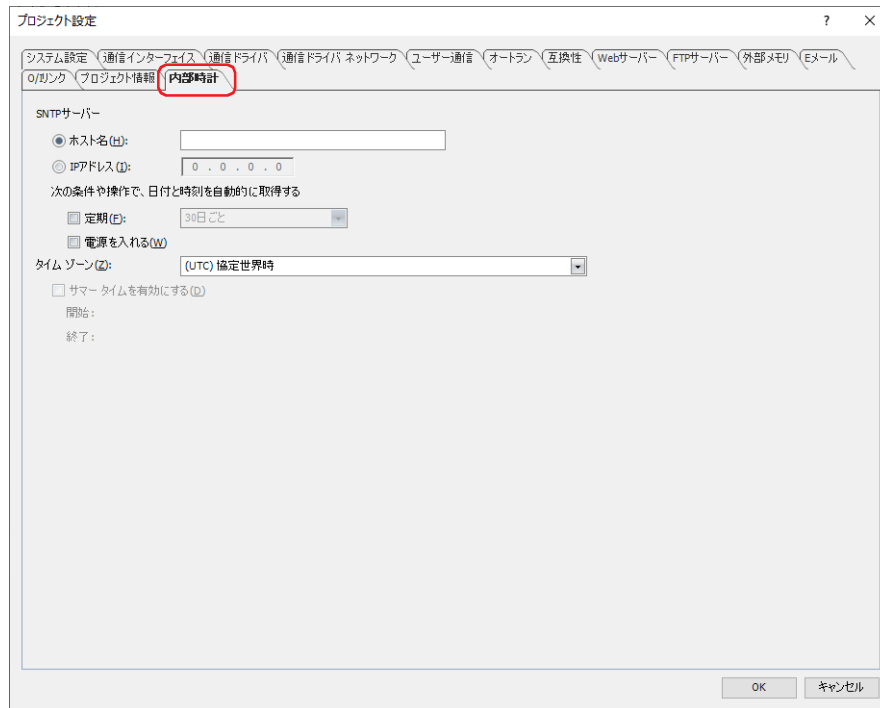 プロジェクト設定 ? ×
システム設定 通信インターフェイス 通信ドライバ 通信ドライバ ネットワーク ユーザー通信 オートラン 互換性 Webサーバー FTPサーバー 外部メモリ Eメール
O/Iリンク プロジェクト情報 内部時計
SNTPサーバー
ホスト名(H):
IPアドレス(I): 0 . 0 . 0 . 0
次の条件や操作で、日付と時刻を自動的に取得する
定期(F): 30日ごと
電源を入れる(W)
タイム ゾーン(Z): (UTC) 協定世界時
サマー タイムを有効にする(D)
開始:
終了:
OK キャンセル